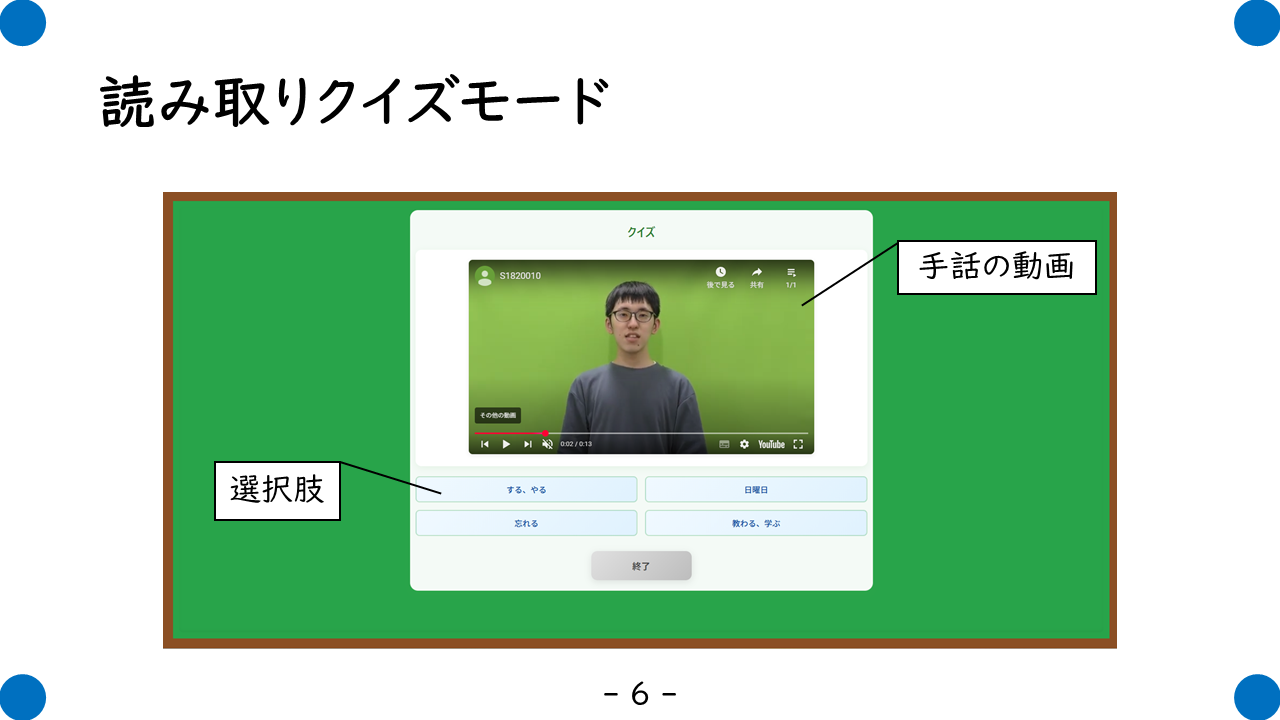 読み取りクイズモード
クイズ
S1820010
後で見る 共有 1/1
手話の動画
その他の動画
0:02 / 0:13
YouTube
選択肢
する、やる
日曜日
忘れる
教わる、学ぶ
終了
- 6 -